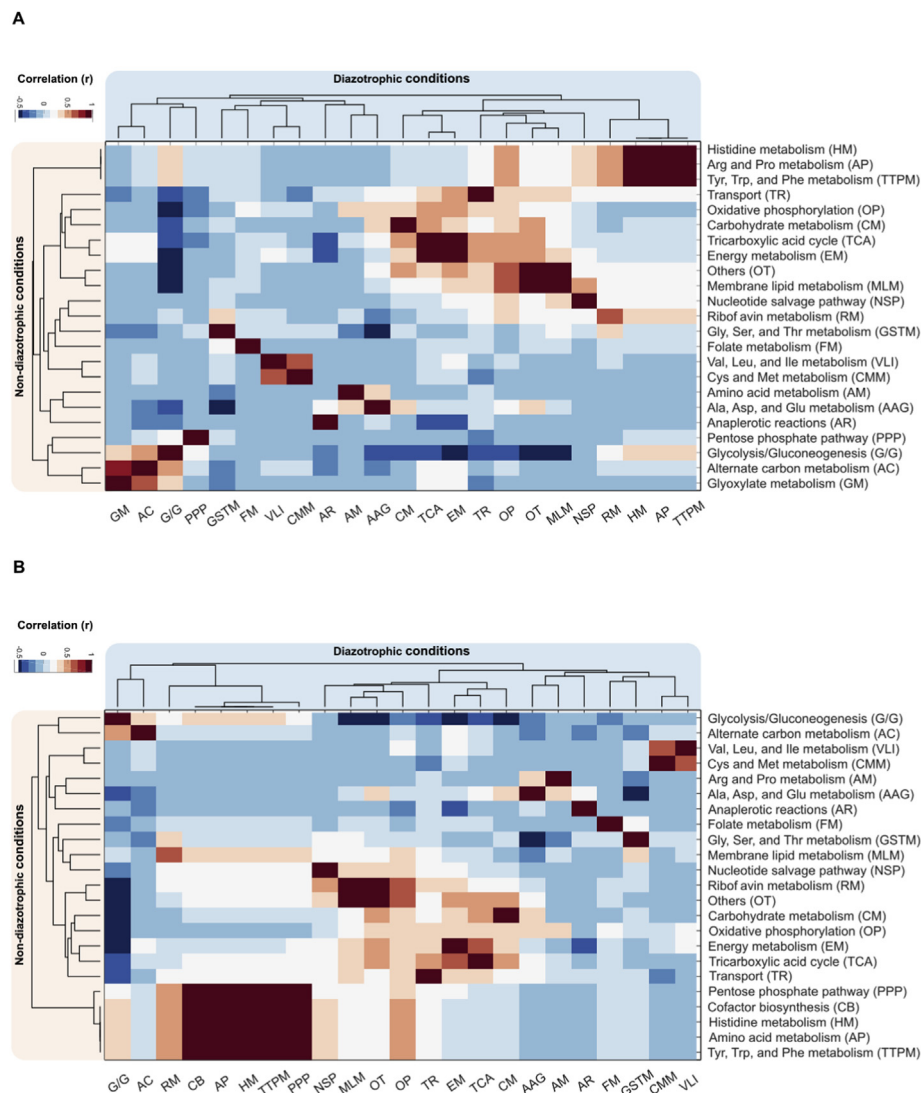 A
Correlation (r)
-0.5 0 0.5 1
Diazotrophic conditions
Non-diazotrophic conditions
Histidine metabolism (HM)
Arg and Pro metabolism (AP)
Tyr, Trp, and Phe metabolism (TTPM)
Transport (TR)
Oxidative phosphorylation (OP)
Carbohydrate metabolism (CM)
Tricarboxylic acid cycle (TCA)
Energy metabolism (EM)
Others (OT)
Membrane lipid metabolism (MLM)
Nucleotide salvage pathway (NSP)
Ribof avin metabolism (RM)
Gly, Ser, and Thr metabolism (GSTM)
Folate metabolism (FM)
Val, Leu, and Ile metabolism (VLI)
Cys and Met metabolism (CMM)
Amino acid metabolism (AM)
Ala, Asp, and Glu metabolism (AAG)
Anaplerotic reactions (AR)
Pentose phosphate pathway (PPP)
Glycolysis/Gluconeogenesis (G/G)
Alternate carbon metabolism (AC)
Glyoxylate metabolism (GM)
GM AC G/G PPP GSTM FM VLI CMM AR AM AAG CM TCA EM TR OP OT MLM NSP RM HM AP TTPM
B
Correlation (r)
-0.5 0 0.5 1
Diazotrophic conditions
Non-diazotrophic conditions
Glycolysis/Gluconeogenesis (G/G)
Alternate carbon metabolism (AC)
Val, Leu, and Ile metabolism (VLI)
Cys and Met metabolism (CMM)
Arg and Pro metabolism (AM)
Ala, Asp, and Glu metabolism (AAG)
Anaplerotic reactions (AR)
Folate metabolism (FM)
Gly, Ser, and Thr metabolism (GSTM)
Membrane lipid metabolism (MLM)
Nucleotide salvage pathway (NSP)
Ribof avin metabolism (RM)
Others (OT)
Carbohydrate metabolism (CM)
Oxidative phosphorylation (OP)
Energy metabolism (EM)
Tricarboxylic acid cycle (TCA)
Transport (TR)
Pentose phosphate pathway (PPP)
Cofactor biosynthesis (CB)
Histidine metabolism (HM)
Amino acid metabolism (AP)
Tyr, Trp, and Phe metabolism (TTPM)
G/G AC RM CB AP HM TTPM PPP NSP MLM OT OP TR EM TCA CM AAG AM AR FM GSTM CMM VLI